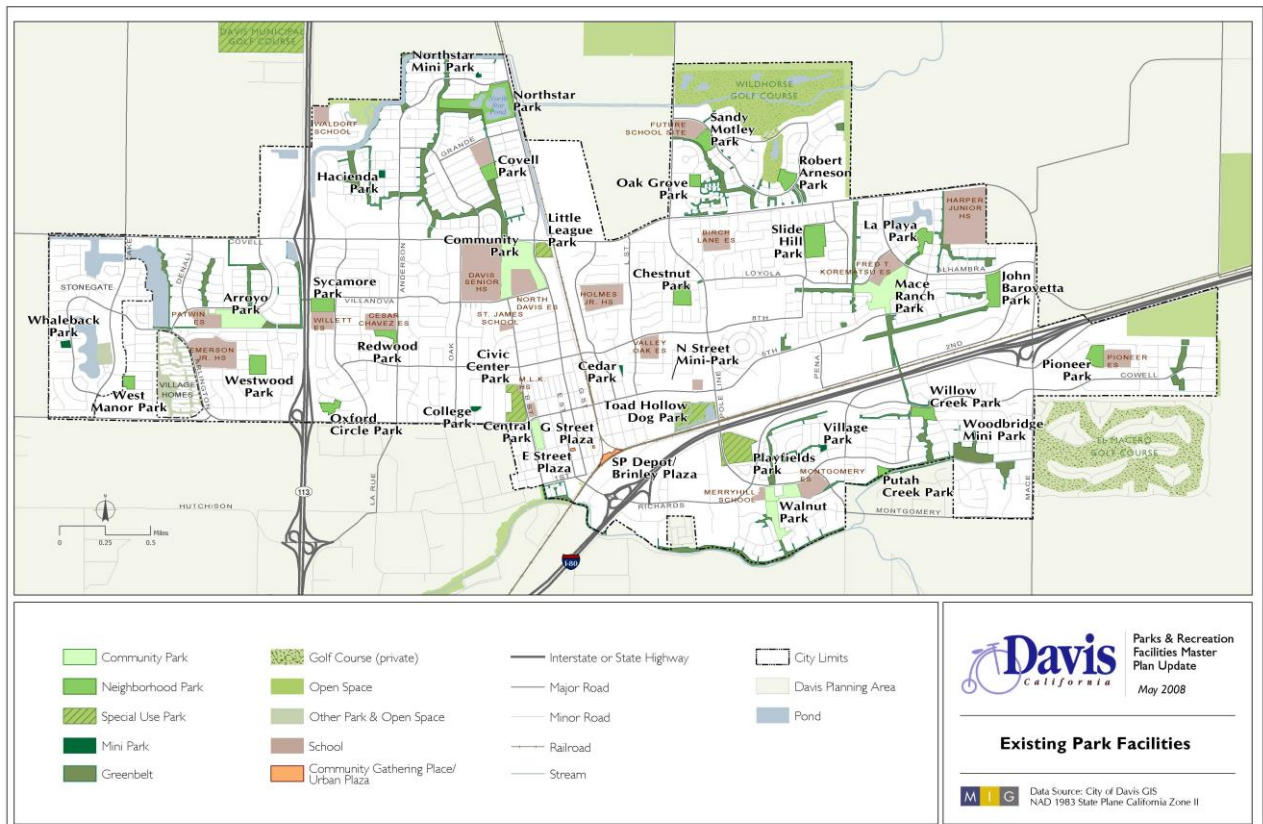 DAVIS MUNICIPAL
GOLF COURSE
Northstar
Mini Park
North
Star
Pond
Northstar
Park
WALDORF
SCHOOL
GRANDE
Covell
Park
Hacienda
Park
WILDHORSE
GOLF COURSE
FUTURE
SCHOOL SITE
Sandy
Motley
Park
Robert
Arneson
Park
Oak Grove
Park
Little
League
Park
Community
Park
BIRCH
LANE ES
Slide
Hill
Park
La Playa
Park
HARPER
JUNIOR
HS
LAKE
DENALI
COVELL
ANDERSON
L ST
STONEGATE
Arroyo
Park
PATWIN
ES
Sycamore
Park
VILLANOVA
WILLETT
ES
CESAR
CHAVEZ ES
Redwood
Park
DAVIS
SENIOR
HS
NORTH
DAVIS ES
ST. JAMES
SCHOOL
HOLMES
JR. HS
Chestnut
Park
LOYOLA
FRED T.
KOREMATSU ES
ALHAMBRA
Mace
Ranch
Park
John
Barovetta
Park
Whaleback
Park
EMERSON
JR. HS
VILLAGE
HOMES
ARLINGTON
Westwood
Park
West
Manor Park
OAK
Civic
Center
Park
M.L.K
HS
B ST
E ST
G ST
Cedar
Park
VALLEY
OAK ES
8TH
5TH
N Street
Mini-Park
PENA
2ND
POLE LINE
Pioneer
Park
PIONEER
ES
COWELL
Oxford
Circle Park
College
Park
Central
Park
G Street
Plaza
E Street
Plaza
Toad Hollow
Dog Park
Willow
Creek Park
Woodbridge
Mini Park
Village
Park
EL MACERO
GOLF COURSE
SP Depot/
Brinley Plaza
Playfields
Park
MONTGOMERY
ES
MERRYHILL
SCHOOL
Walnut
Park
Putah
Creek Park
MACE
MONTGOMERY
RICHARDS
1ST
LA RUE
113
HUTCHISON
I-80
N
0 0.25 0.5
Miles
Community Park
Neighborhood Park
Special Use Park
Mini Park
Greenbelt
Golf Course (private)
Open Space
Other Park & Open Space
School
Community Gathering Place/
Urban Plaza
Interstate or State Highway
Major Road
Minor Road
Railroad
Stream
City Limits
Davis Planning Area
Pond
Davis
California
Parks & Recreation
Facilities Master
Plan Update
May 2008
Existing Park Facilities
M I G
Data Source: City of Davis GIS
NAD 1983 State Plane California Zone II